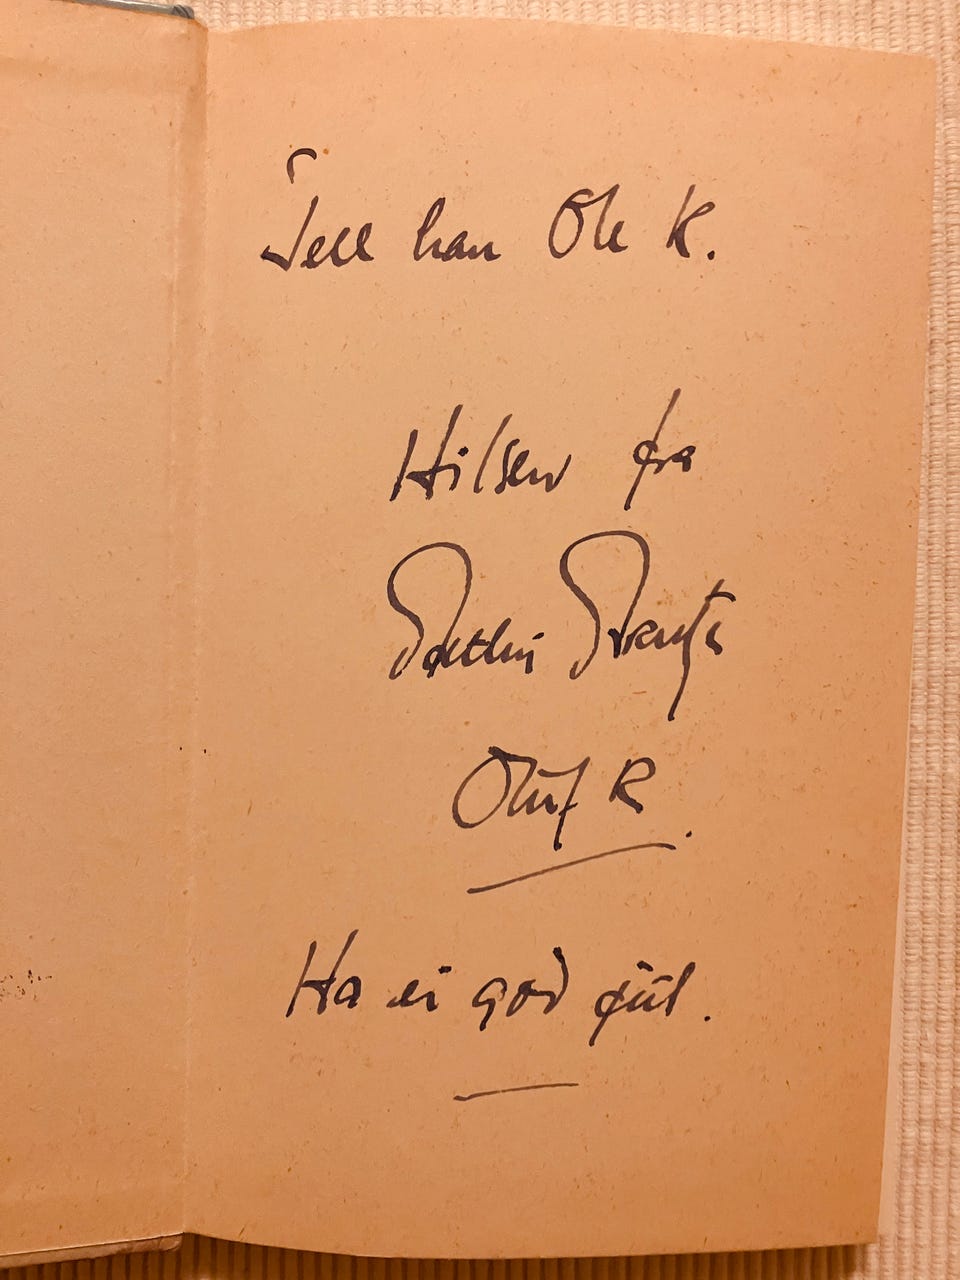 Tell han Ole K.
Hilsen fra
Oluf K.
Ha ei god jul.